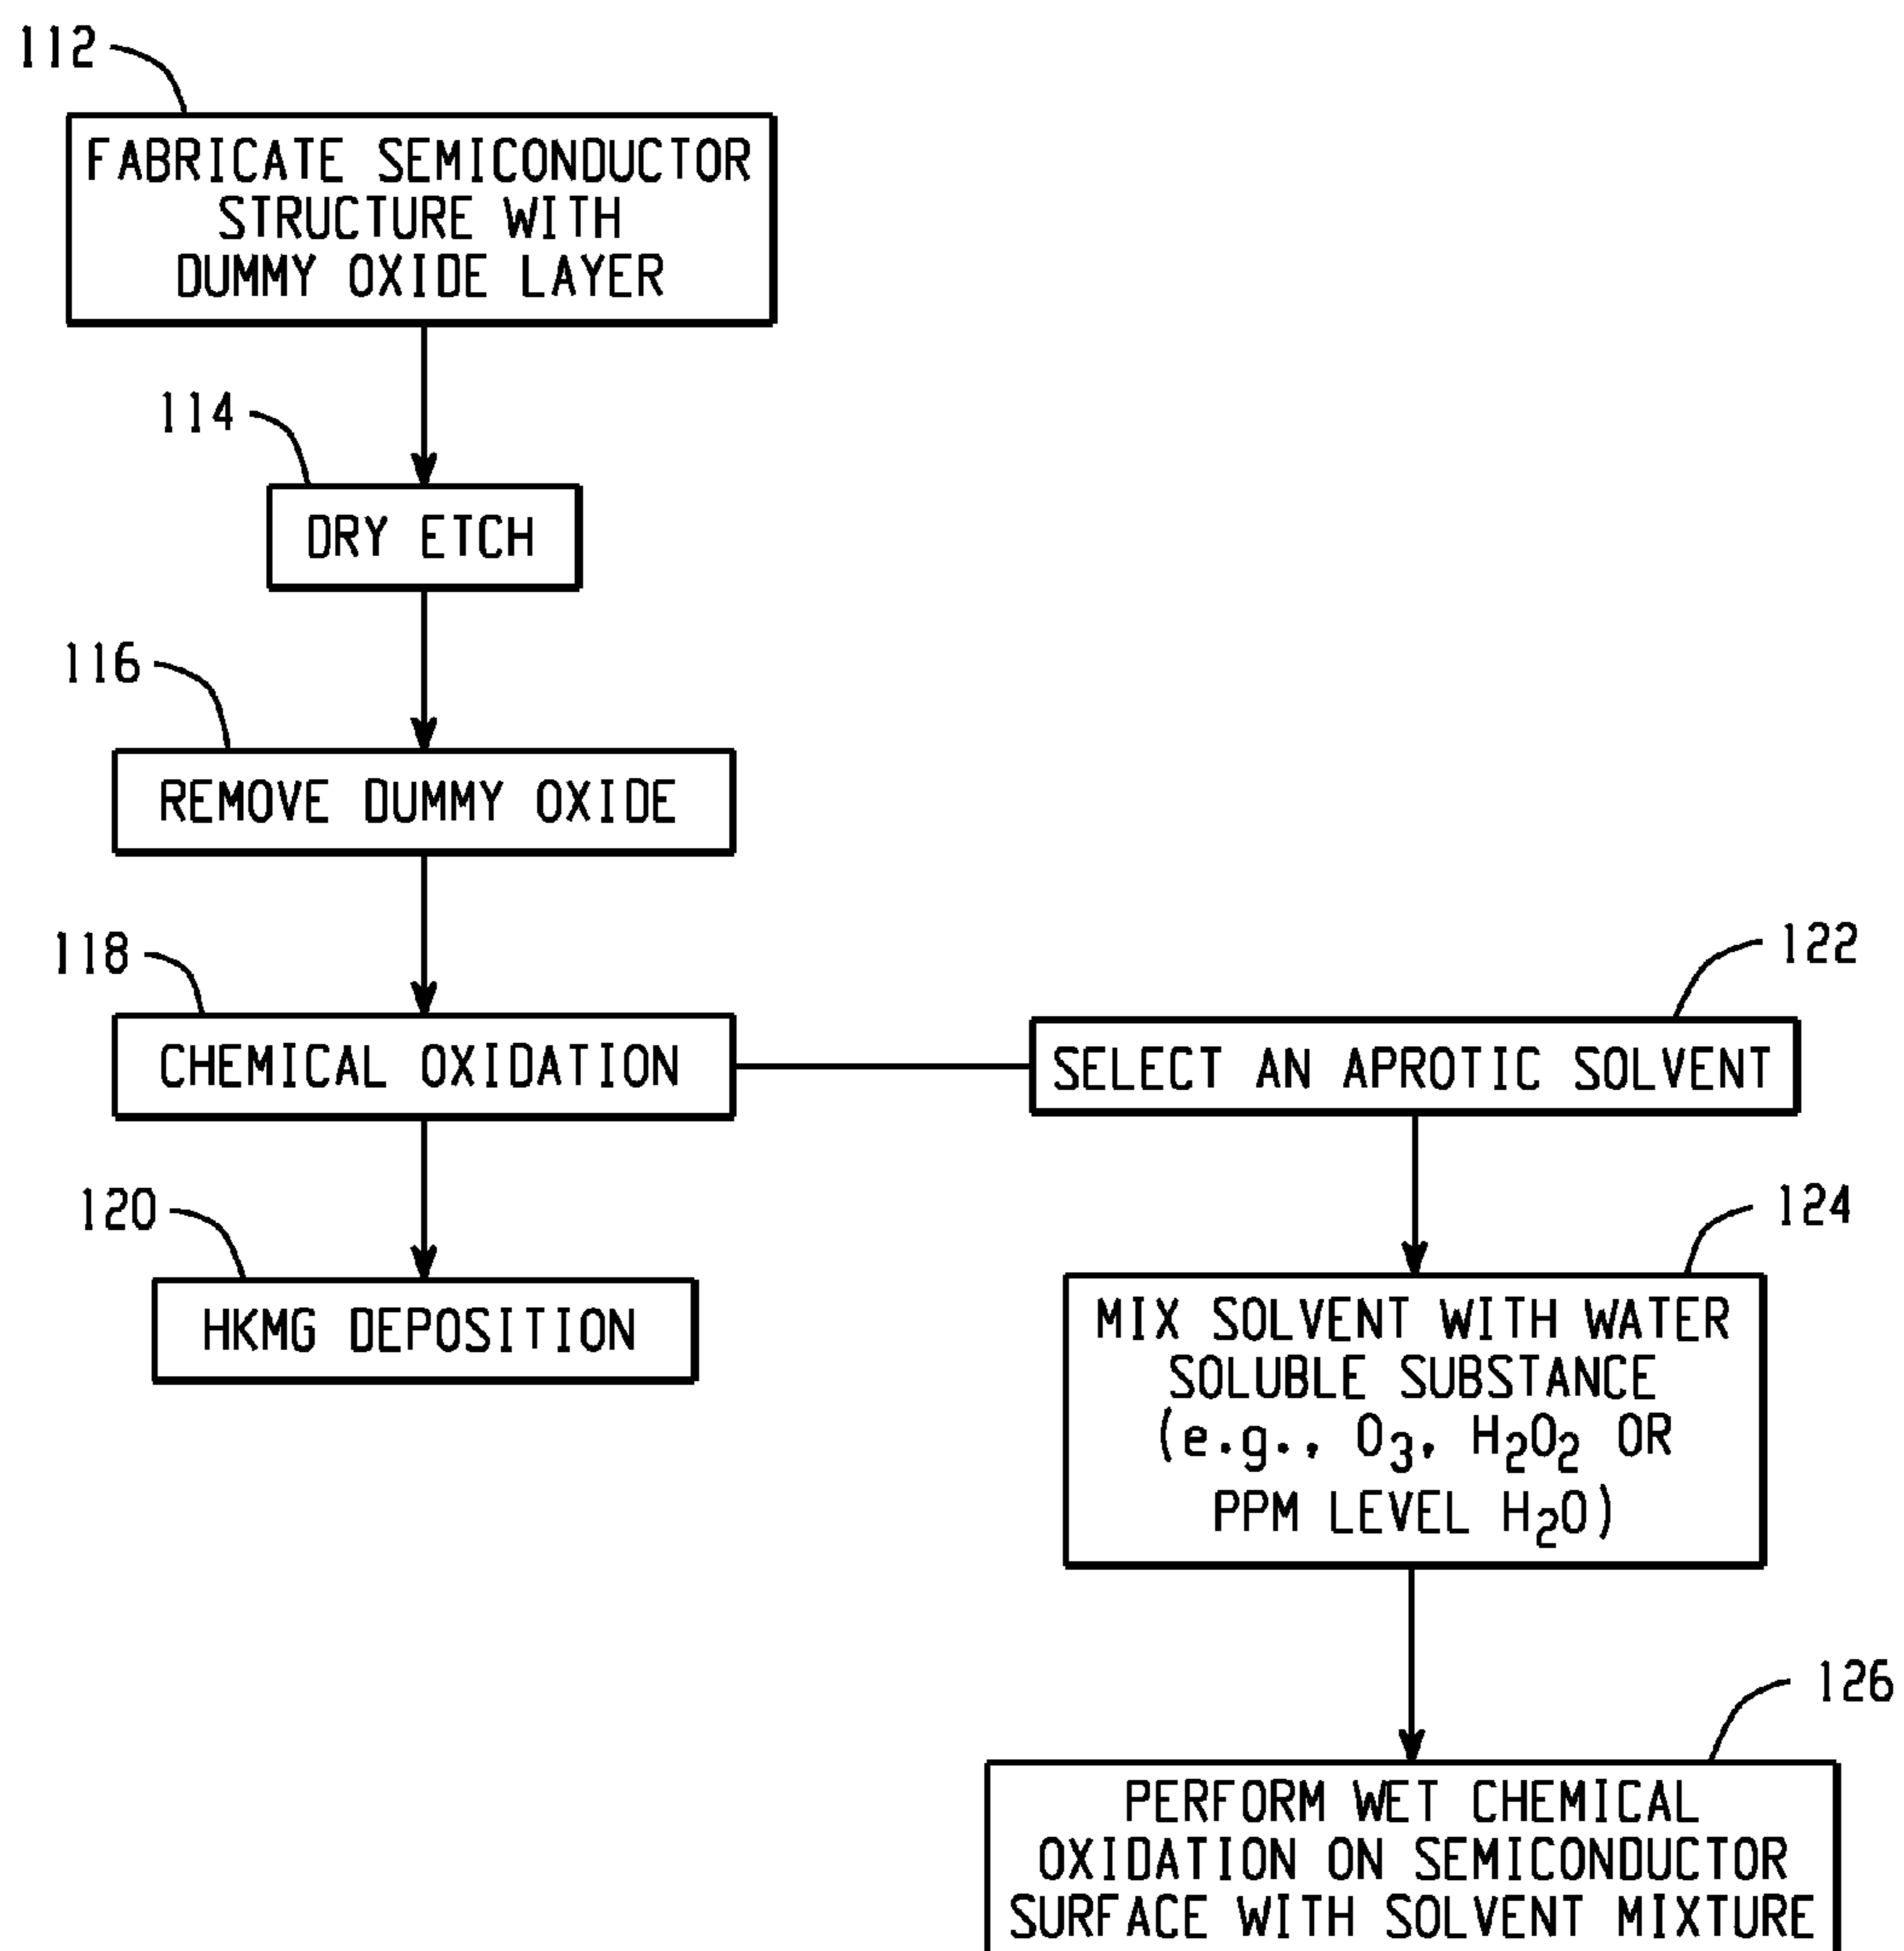 112
FABRICATE SEMICONDUCTOR
STRUCTURE WITH
DUMMY OXIDE LAYER
114
DRY ETCH
116
REMOVE DUMMY OXIDE
118
CHEMICAL OXIDATION
120
HKMG DEPOSITION
122
SELECT AN APROTIC SOLVENT
124
MIX SOLVENT WITH WATER
SOLUBLE SUBSTANCE
(e.g., O₃, H₂O₂ OR
PPM LEVEL H₂O)
126
PERFORM WET CHEMICAL
OXIDATION ON SEMICONDUCTOR
SURFACE WITH SOLVENT MIXTURE